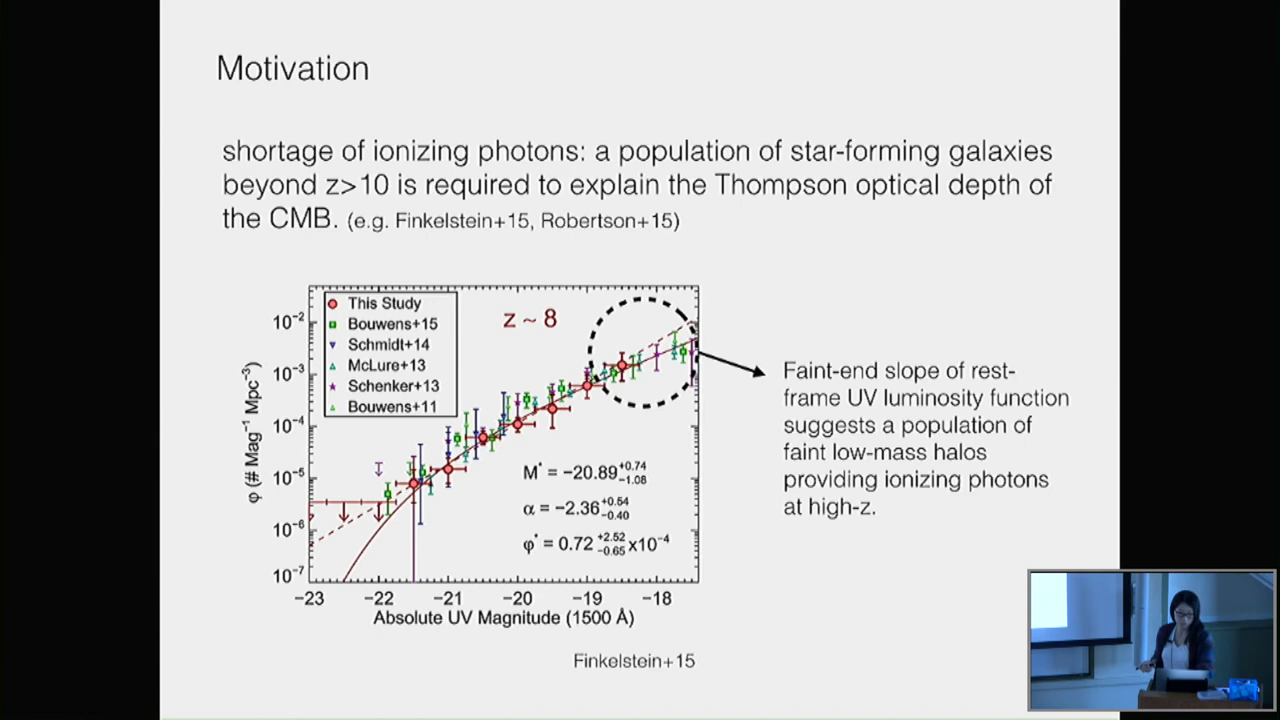 Motivation
shortage of ionizing photons: a population of star-forming galaxies
beyond z>10 is required to explain the Thompson optical depth of
the CMB. (e.g. Finkelstein+15, Robertson+15)
This Study
Bouwens+15
Schmidt+14
McLure+13
Schenker+13
Bouwens+11
z ~ 8
10⁻²
10⁻³
10⁻⁴
10⁻⁵
10⁻⁶
10⁻⁷
φ (# Mag⁻¹ Mpc⁻³)
M* = −20.89 +0.74 −1.08
α = −2.36 +0.54 −0.40
φ* = 0.72 +2.52 −0.65 x10⁻⁴
−23 −22 −21 −20 −19 −18
Absolute UV Magnitude (1500 Å)
Finkelstein+15
Faint-end slope of rest-
frame UV luminosity function
suggests a population of
faint low-mass halos
providing ionizing photons
at high-z.